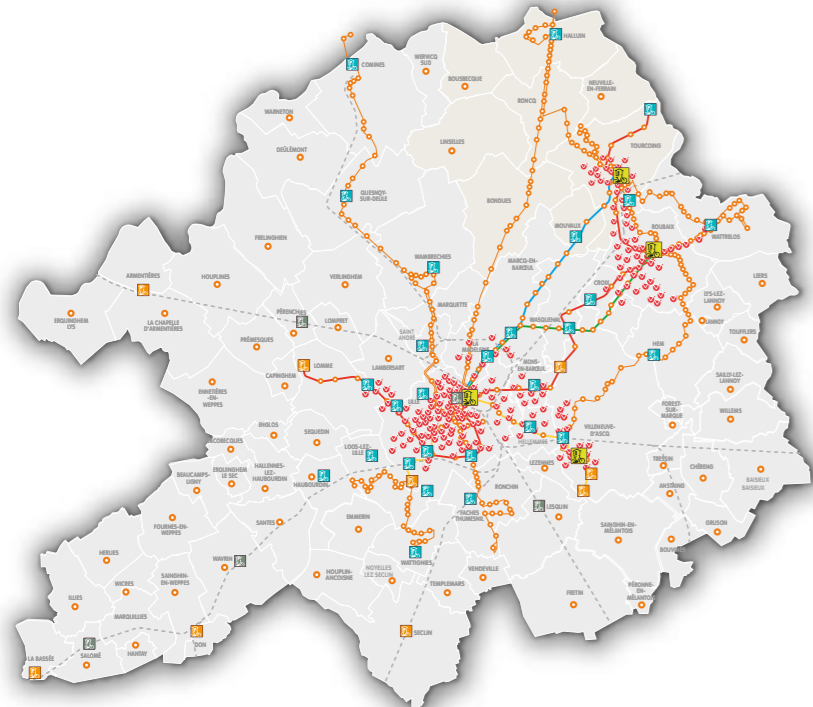 HALLUIN
COMINES
WERVICQ
SUD
BOUSBECQUE
NEUVILLE-
EN-FERRAIN
RONCQ
WARNETON
LINSELLES
TOURCOING
DEÛLÉMONT
QUESNOY-
SUR-DEÛLE
BONDUES
MOUVAUX
ROUBAIX
WATTRELOS
FRELINGHIEN
WAMBRECHIES
MARCQ-EN-
BARŒUL
ARMENTIÈRES
HOUPLINES
VERLINGHEM
CROIX
LEERS
LYS-LEZ-
LANNOY
MARQUETTE
ERQUINGHEM
LYS
LA CHAPELLE
D'ARMENTIÈRES
PÉRENCHIES
LOMPRET
WASQUEHAL
LANNOY
TOUFFLERS
SAINT
ANDRÉ
LA
MADELEINE
PRÉMESQUES
HEM
LOMME
LAMBERSART
MONS-
EN-BARŒUL
SAILLY-LEZ-
LANNOY
CAPINGHEM
ENNETIÈRES
-EN-
WEPPES
LILLE
FOREST-
SUR-
MARQUE
WILLEMS
ENGLOS
SEQUEDIN
VILLENEUVE-
D'ASCQ
HELLEMMES
ESCOBECQUES
LOOS-LEZ-
LILLE
LEZENNES
TRESSIN
CHÉRENG
BAISIEUX
BAISIEUX
HALLENNES-
LEZ-
HAUBOURDIN
ERQUINGHEM
LE SEC
BEAUCAMPS-
LIGNY
HAUBOURDIN
RONCHIN
ANSTAING
LESQUIN
FOURNES-EN-
WEPPES
SANTES
EMMERIN
FACHES
THUMESNIL
SAINGHIN-EN-
MÉLANTOIS
GRUSON
BOUVINES
HERLIES
WAVRIN
WATTIGNIES
NOYELLES
LEZ SECLIN
HOUPLIN-
ANCOISNE
VENDEVILLE
WICRES
SAINGHIN-
EN-WEPPES
TEMPLEMARS
FRETIN
PÉRONNE-
EN-
MÉLANTOIS
ILLIES
MARQUILLIES
DON
SECLIN
LA BASSÉE
SALOMÉ
HANTAY